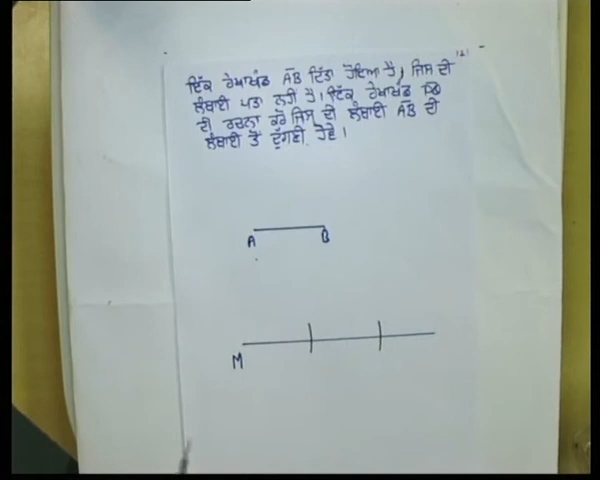 ਇੱਕ ਰੇਖਾਖੰਡ AB ਦਿੱਤਾ ਹੋਇਆ ਹੈ, ਜਿਸ ਦੀ
ਲੰਬਾਈ ਪਤਾ ਨਹੀਂ ਹੈ। ਇੱਕ ਰੇਖਾਖੰਡ
ਦੀ ਰਚਨਾ ਕਰੋ ਜਿਸ ਦੀ ਲੰਬਾਈ AB ਦੀ
ਲੰਬਾਈ ਤੋਂ ਦੁੱਗਣੀ ਹੋਵੇ।
A B
M